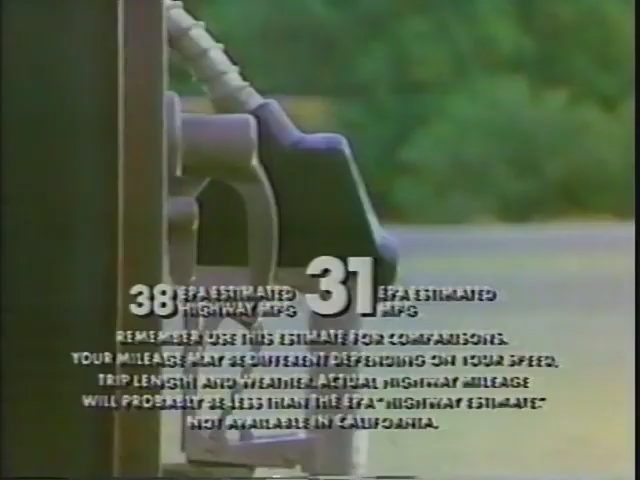 38 EPA ESTIMATED HIGHWAY MPG 31 EPA ESTIMATED MPG
REMEMBER USE THIS ESTIMATE FOR COMPARISONS.
YOUR MILEAGE MAY BE DIFFERENT DEPENDING ON YOUR SPEED,
TRIP LENGTH AND WEATHER. ACTUAL HIGHWAY MILEAGE
WILL PROBABLY BE LESS THAN THE EPA "HIGHWAY ESTIMATE."
NOT AVAILABLE IN CALIFORNIA.